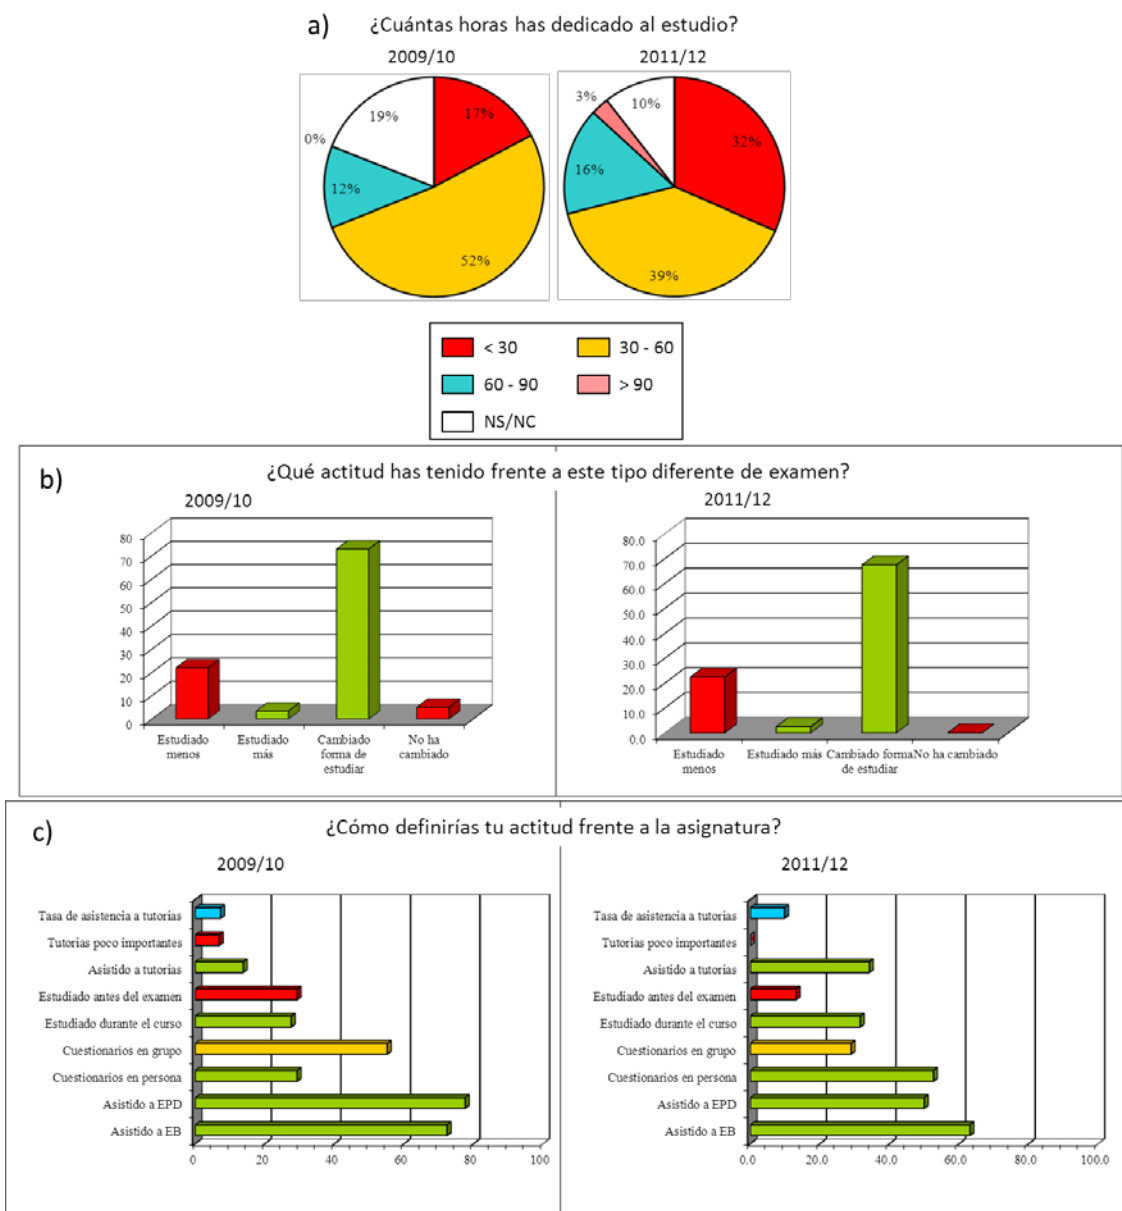 a) ¿Cuántas horas has dedicado al estudio?
2009/10
2011/12
17%
52%
12%
0%
19%
32%
39%
16%
3%
10%
< 30
30 - 60
60 - 90
> 90
NS/NC
b) ¿Qué actitud has tenido frente a este tipo diferente de examen?
2009/10
80
70
60
50
40
30
20
10
0
Estudiado
menos
Estudiado
más
Cambiado
forma de
estudiar
No ha
cambiado
2011/12
80.0
70.0
60.0
50.0
40.0
30.0
20.0
10.0
0.0
Estudiado
menos
Estudiado más
Cambiado forma
de estudiar
No ha cambiado
c) ¿Cómo definirías tu actitud frente a la asignatura?
2009/10
Tasa de asistencia a tutorias
Tutorias poco importantes
Asistido a tutorias
Estudiado antes del examen
Estudiado durante el curso
Cuestionarios en grupo
Cuestionarios en persona
Asistido a EPD
Asistido a EB
0 20 40 60 80 100
2011/12
Tasa de asistencia a tutorias
Tutorias poco importantes
Asistido a tutorias
Estudiado antes del examen
Estudiado durante el curso
Cuestionarios en grupo
Cuestionarios en persona
Asistido a EPD
Asistido a EB
0.0 20.0 40.0 60.0 80.0 100.0